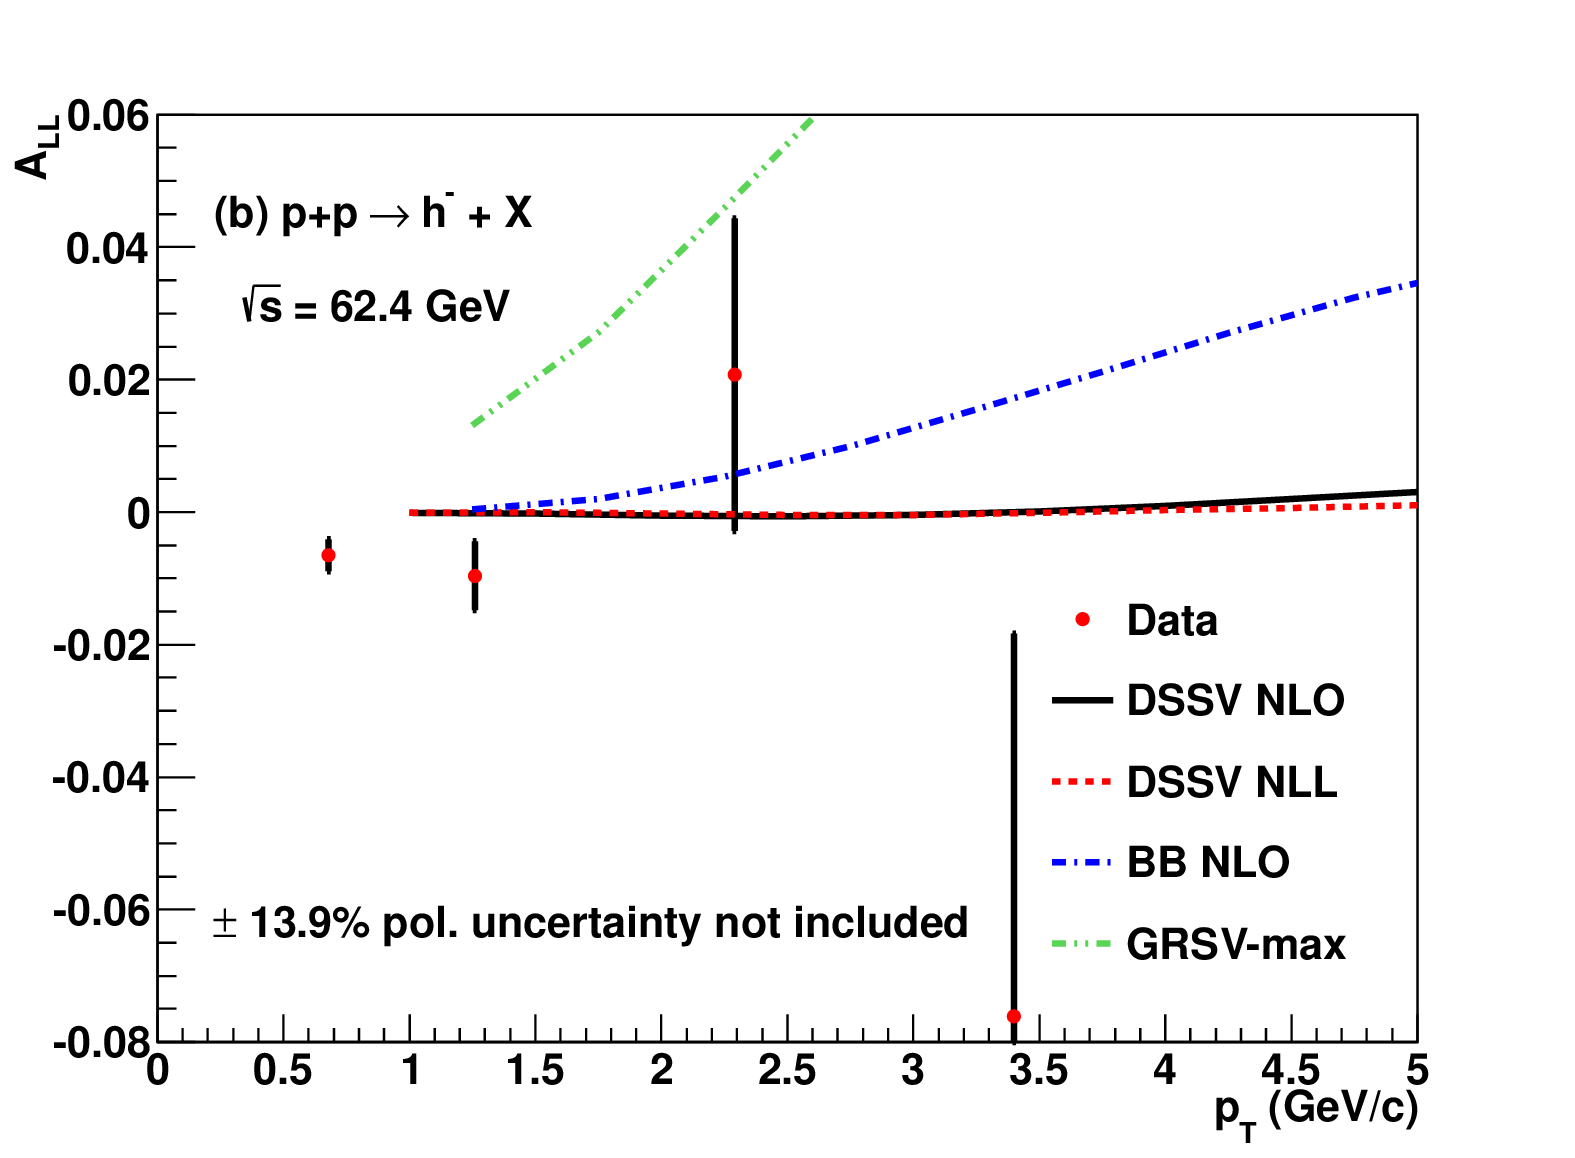 A_LL
0.06
0.04
0.02
0
-0.02
-0.04
-0.06
-0.08
(b) p+p → h⁻ + X
√s = 62.4 GeV
Data
DSSV NLO
DSSV NLL
BB NLO
GRSV-max
± 13.9% pol. uncertainty not included
0 0.5 1 1.5 2 2.5 3 3.5 4 4.5 5
p_T (GeV/c)